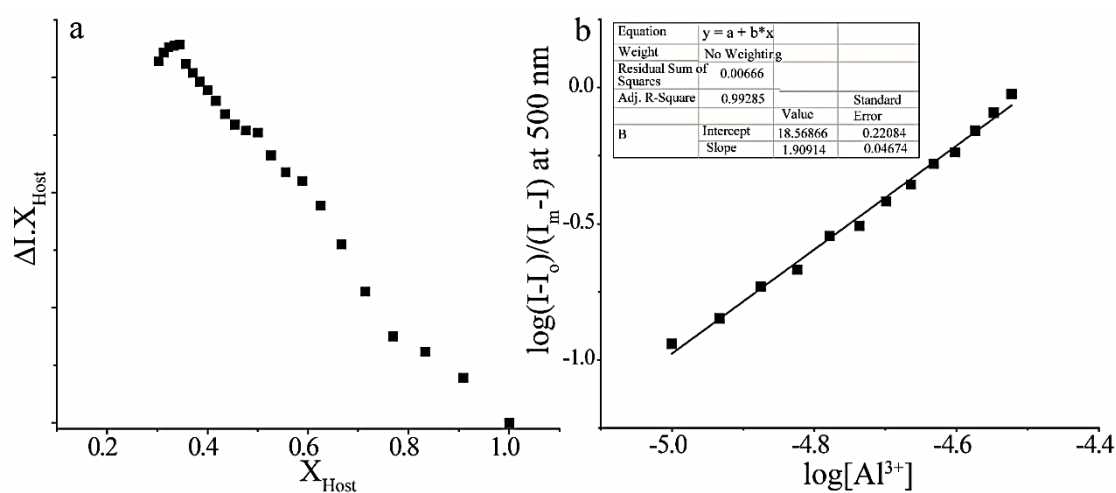 a
ΔI.X_Host
0.2
0.4
0.6
0.8
1.0
X_Host
b
Equation y = a + b*x
Weight No Weighting
Residual Sum of Squares 0.00666
Adj. R-Square 0.99285 Standard
Value Error
B Intercept 18.56866 0.22084
Slope 1.90914 0.04674
log(I-I_o)/(I_m-I) at 500 nm
0.0
-0.5
-1.0
-5.0
-4.8
-4.6
-4.4
log[Al³⁺]